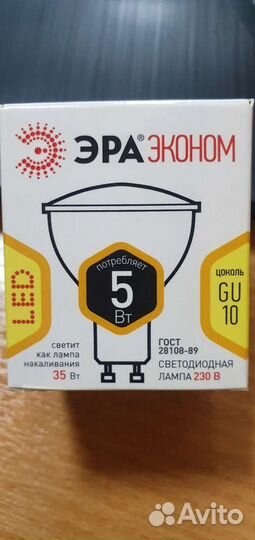 ЭРА® ЭКОНОМ
LED
потребляет
5
Вт
цоколь
GU
10
светит
как лампа
накаливания
35 Вт
ГОСТ
28108-89
СВЕТОДИОДНАЯ
ЛАМПА 230 В
Avito